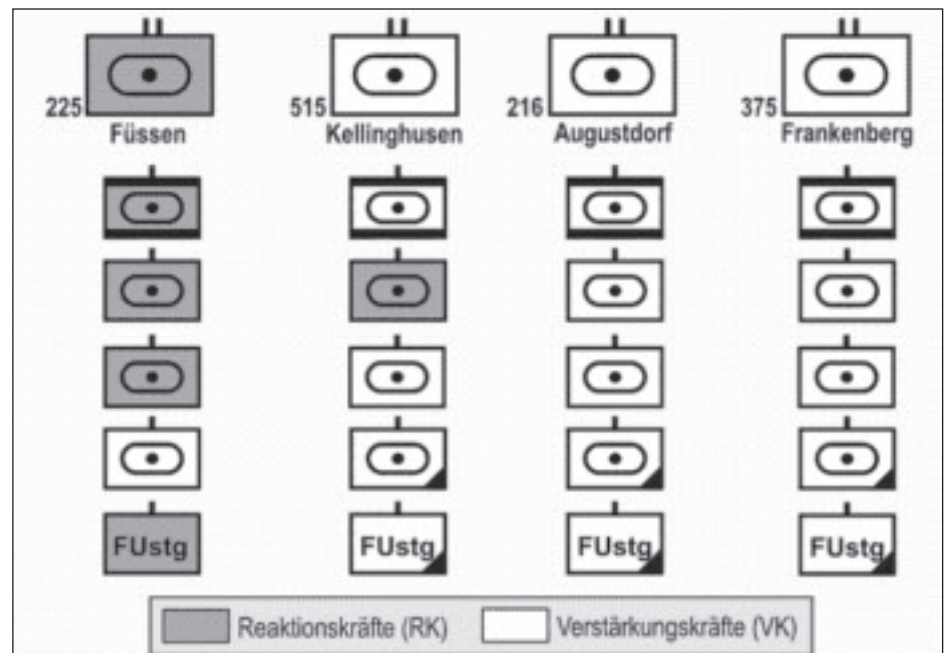 225 515 216 375
Füssen Kellinghusen Augustdorf Frankenberg
FUstg FUstg FUstg FUstg
Reaktionskräfte (RK) Verstärkungskräfte (VK)